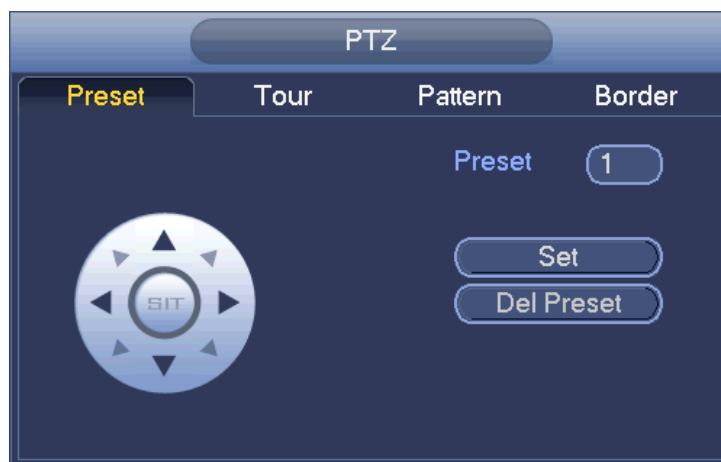 PTZ
Preset Tour Pattern Border
Preset 1
Set
SIT
Del Preset